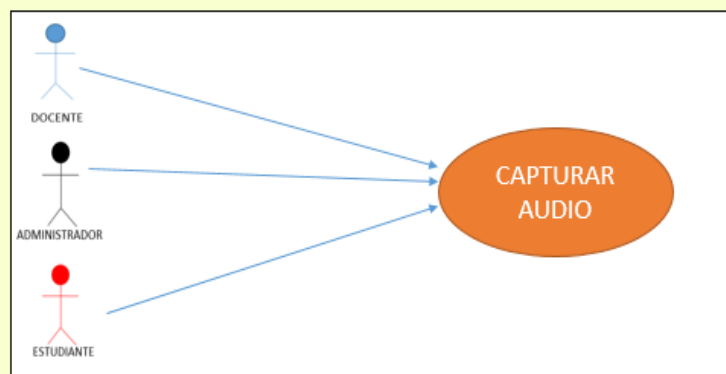 DOCENTE
ADMINISTRADOR
ESTUDIANTE
CAPTURAR
AUDIO